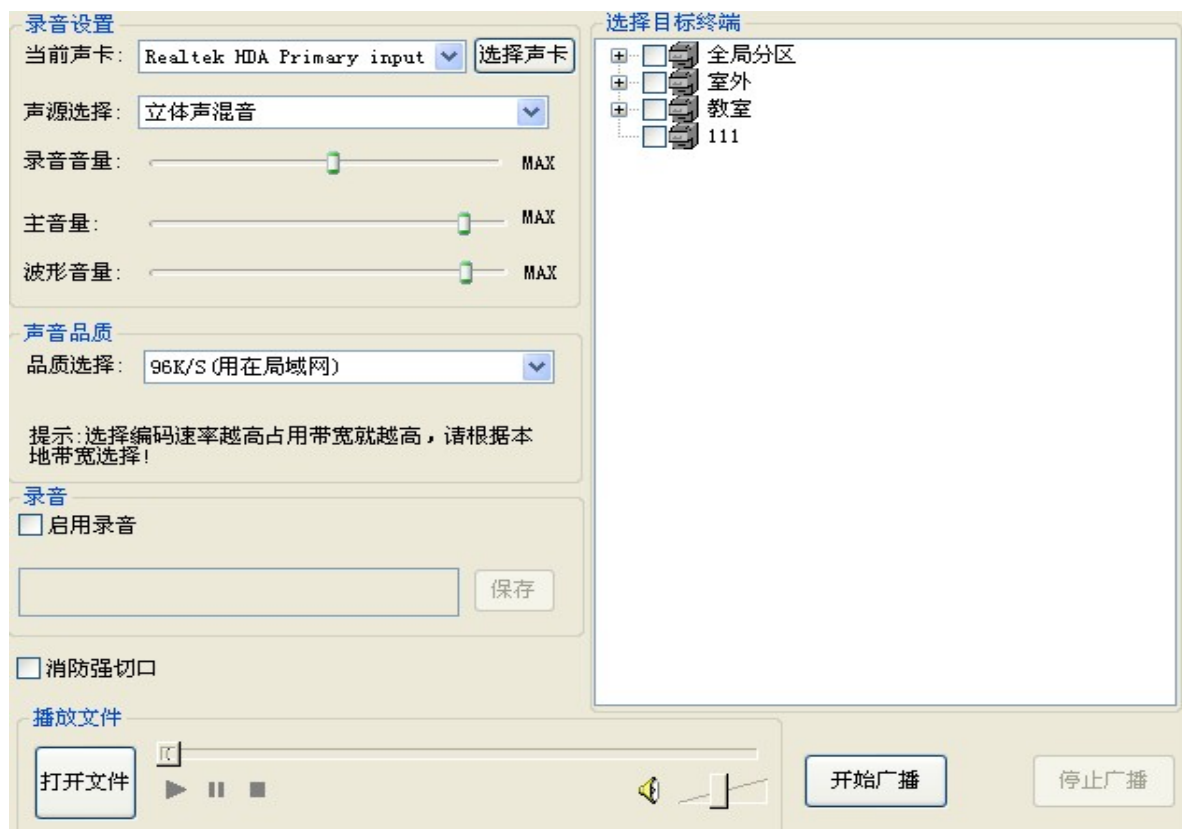 录音设置
当前声卡: Realtek HDA Primary input 选择声卡
声源选择: 立体声混音
录音音量: MAX
主音量: MAX
波形音量: MAX
声音品质
品质选择: 96K/S(用在局域网)
提示:选择编码速率越高占用带宽就越高，请根据本
地带宽选择!
录音
启用录音
保存
消防强切口
播放文件
打开文件
选择目标终端
全局分区
室外
教室
111
开始广播 停止广播